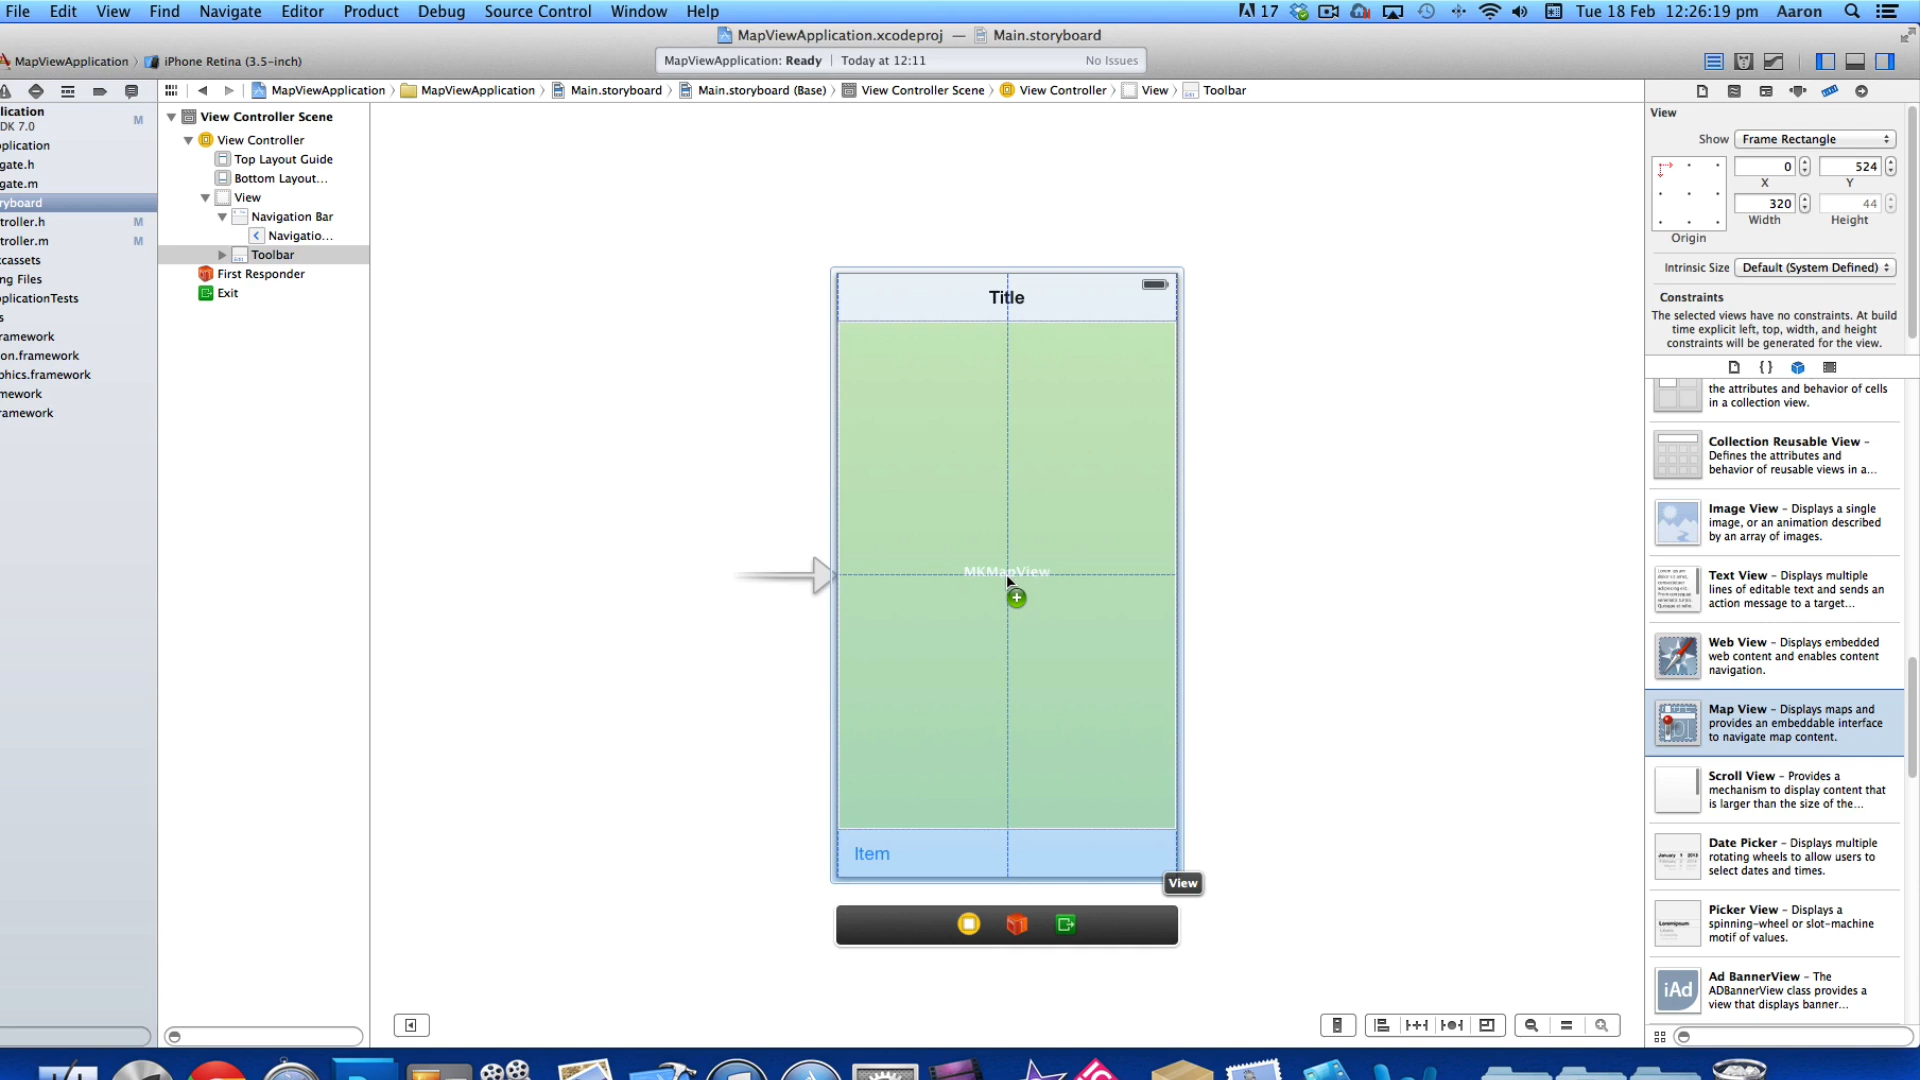 File Edit View Find Navigate Editor Product Debug Source Control Window Help
17 Tue 18 Feb 12:26:19 pm Aaron
MapViewApplication.xcodeproj — Main.storyboard
MapViewApplication iPhone Retina (3.5-inch)
MapViewApplication: Ready Today at 12:11 No Issues
MapViewApplication MapViewApplication Main.storyboard Main.storyboard (Base) View Controller Scene View Controller View Toolbar
lication
DK 7.0
M
plication
gate.h
gate.m
ryboard
troller.h M
troller.m M
cassets
ng Files
plicationTests
s
ramework
on.framework
phics.framework
mework
ramework
View Controller Scene
View Controller
Top Layout Guide
Bottom Layout...
View
Navigation Bar
Navigatio...
Toolbar
First Responder
Exit
Title
MKMapView
Item
View
View
Show Frame Rectangle
0 524
X Y
320 44
Width Height
Origin
Intrinsic Size Default (System Defined)
Constraints
The selected views have no constraints. At build
time explicit left, top, width, and height
constraints will be generated for the view.
the attributes and behavior of cells
in a collection view.
Collection Reusable View –
Defines the attributes and
behavior of reusable views in a...
Image View – Displays a single
image, or an animation described
by an array of images.
Text View – Displays multiple
lines of editable text and sends an
action message to a target...
Web View – Displays embedded
web content and enables content
navigation.
Map View – Displays maps and
provides an embeddable interface
to navigate map content.
Scroll View – Provides a
mechanism to display content that
is larger than the size of the...
Date Picker – Displays multiple
rotating wheels to allow users to
select dates and times.
Picker View – Displays a
spinning-wheel or slot-machine
motif of values.
iAd
Ad BannerView – The
ADBannerView class provides a
view that displays banner...